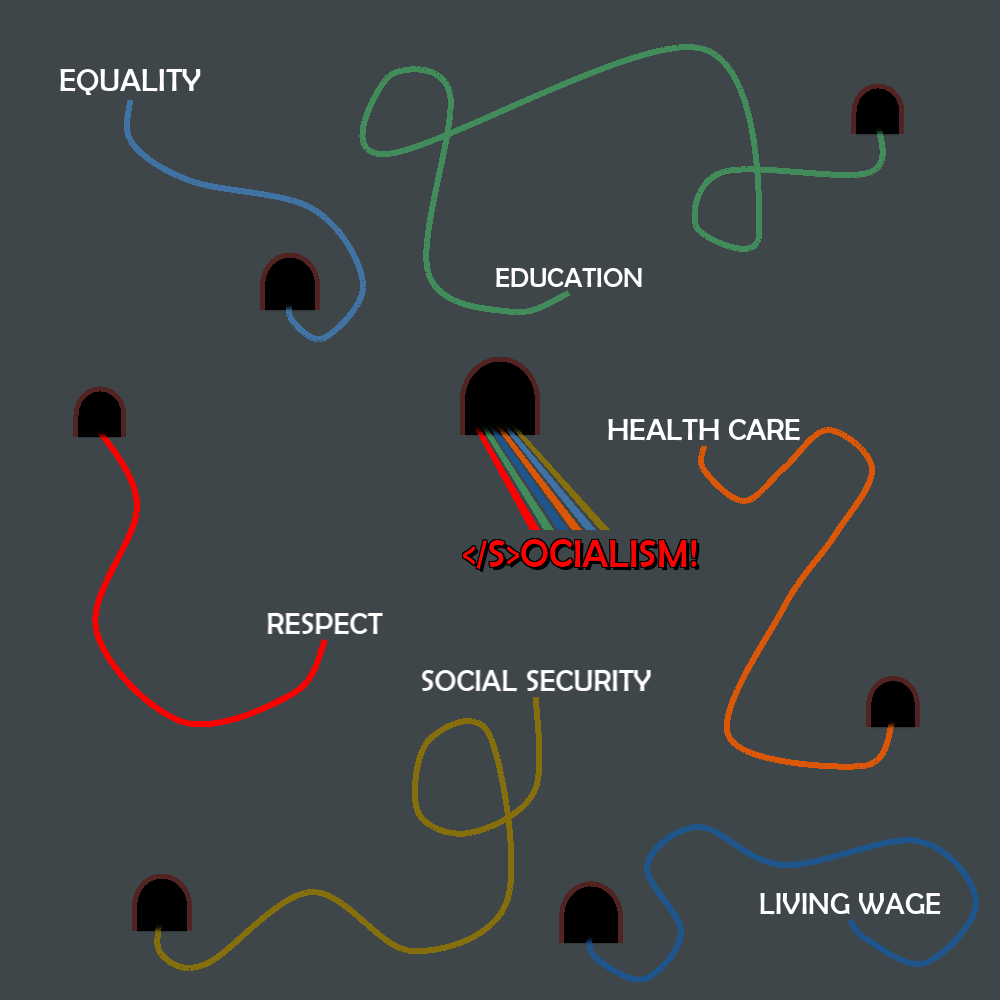 EQUALITY
EDUCATION
HEALTH CARE
</S>OCIALISM!
RESPECT
SOCIAL SECURITY
LIVING WAGE